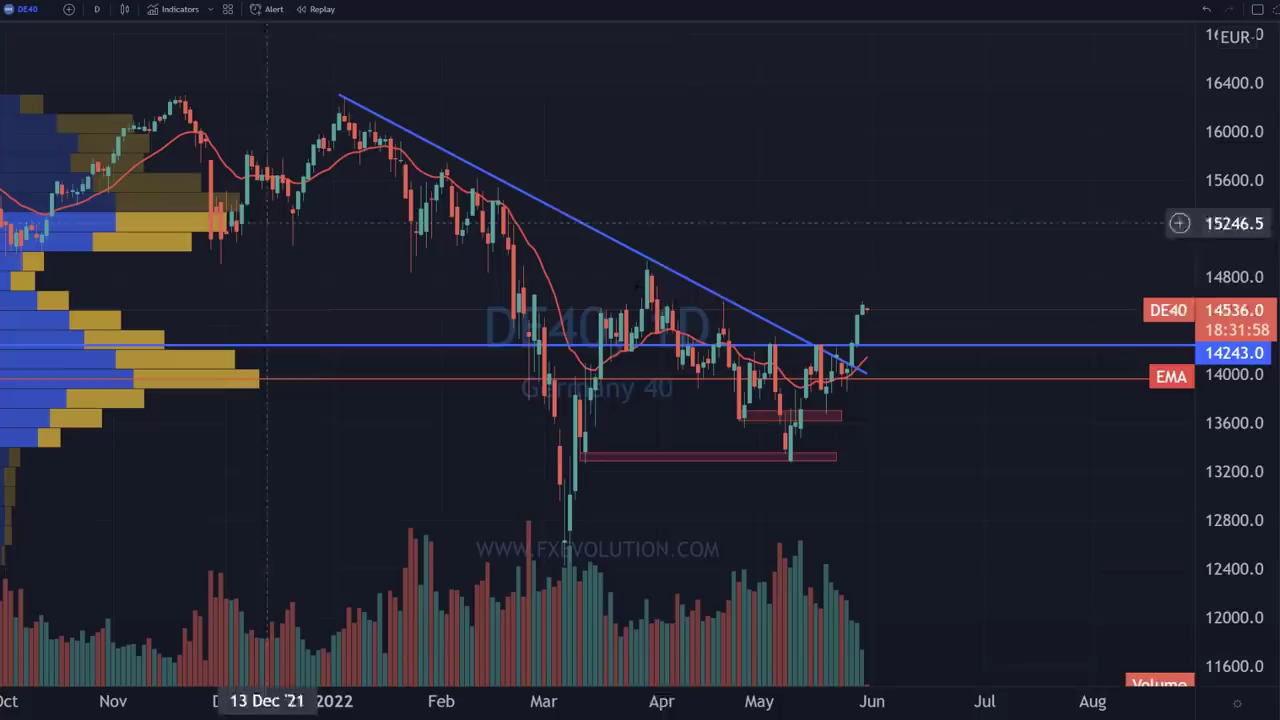 DE40 D Indicators Alert Replay
EUR
16400.0
16000.0
15600.0
15246.5
14800.0
DE40 14536.0
18:31:58
DE40, 1D
14243.0
14000.0
EMA
Germany 40
13600.0
13200.0
12800.0
WWW.FXEVOLUTION.COM
12400.0
12000.0
11600.0
Volume
Oct Nov 13 Dec '21 2022 Feb Mar Apr May Jun Jul Aug